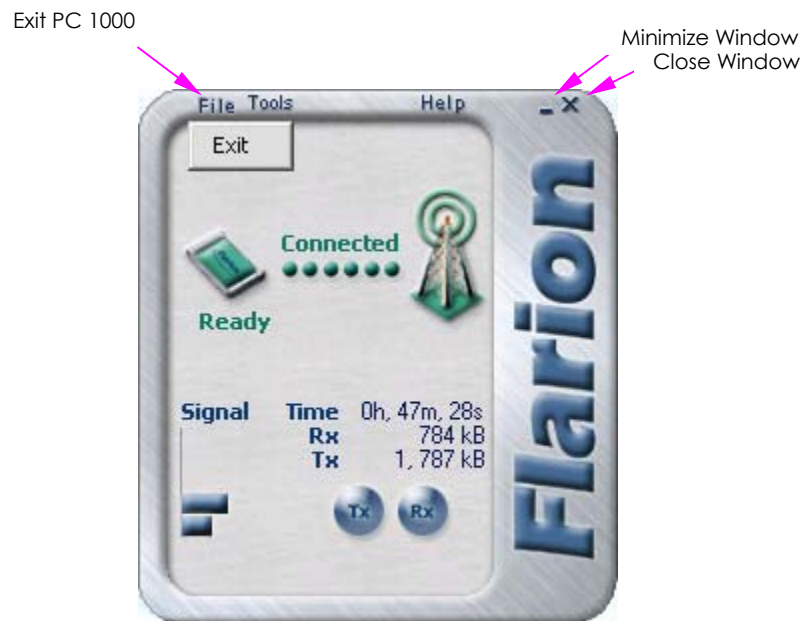 Exit PC 1000
Minimize Window
Close Window
File Tools Help
Exit
Connected
Ready
Signal Time 0h, 47m, 28s
Rx 784 kB
Tx 1,787 kB
Tx Rx
Flarion